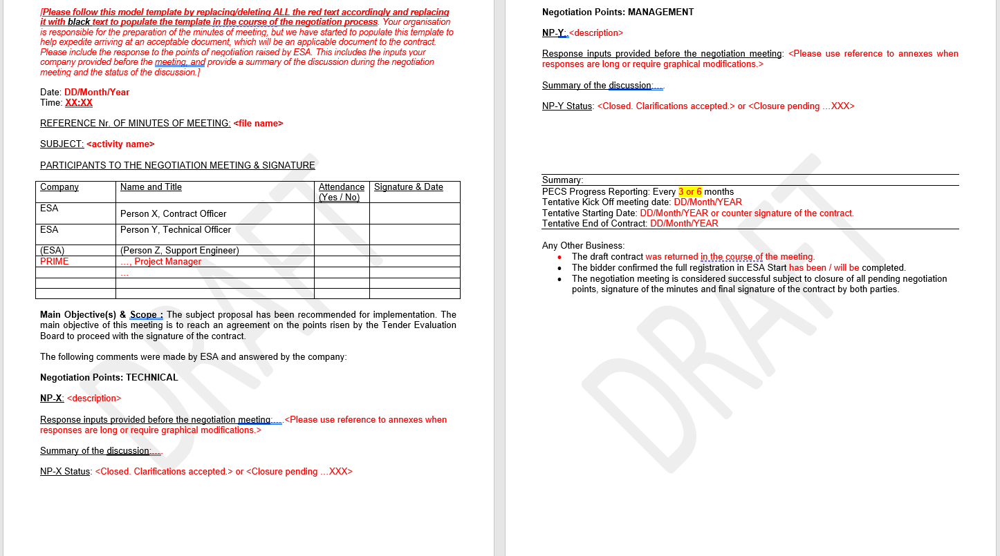 [Please follow this model template by replacing/deleting ALL the red text accordingly and replacing
it with black text to populate the template in the course of the negotiation process. Your organisation
is responsible for the preparation of the minutes of meeting, but we have started to populate this template to
help expedite arriving at an acceptable document, which will be an applicable document to the contract.
Please include the response to the points of negotiation raised by ESA. This includes the inputs your
company provided before the meeting, and provide a summary of the discussion during the negotiation
meeting and the status of the discussion.]
Date: DD/Month/Year
Time: XX:XX
REFERENCE Nr. OF MINUTES OF MEETING: <file name>
SUBJECT: <activity name>
PARTICIPANTS TO THE NEGOTIATION MEETING & SIGNATURE
Company Name and Title Attendance (Yes / No) Signature & Date
ESA Person X, Contract Officer
ESA Person Y, Technical Officer
(ESA) (Person Z, Support Engineer)
PRIME ..., Project Manager
...
Main Objective(s) & Scope : The subject proposal has been recommended for implementation. The
main objective of this meeting is to reach an agreement on the points risen by the Tender Evaluation
Board to proceed with the signature of the contract.
The following comments were made by ESA and answered by the company:
Negotiation Points: TECHNICAL
NP-X: <description>
Response inputs provided before the negotiation meeting:....<Please use reference to annexes when
responses are long or require graphical modifications.>
Summary of the discussion:....
NP-X Status: <Closed. Clarifications accepted.> or <Closure pending ...XXX>
DRAFT
Negotiation Points: MANAGEMENT
NP-Y: <description>
Response inputs provided before the negotiation meeting: <Please use reference to annexes when
responses are long or require graphical modifications.>
Summary of the discussion:....
NP-Y Status: <Closed. Clarifications accepted.> or <Closure pending ...XXX>
Summary:
PECS Progress Reporting: Every 3 or 6 months
Tentative Kick Off meeting date: DD/Month/YEAR
Tentative Starting Date: DD/Month/YEAR or counter signature of the contract.
Tentative End of Contract: DD/Month/YEAR
Any Other Business:
• The draft contract was returned in the course of the meeting.
• The bidder confirmed the full registration in ESA Start has been / will be completed.
• The negotiation meeting is considered successful subject to closure of all pending negotiation
points, signature of the minutes and final signature of the contract by both parties.
DRAFT